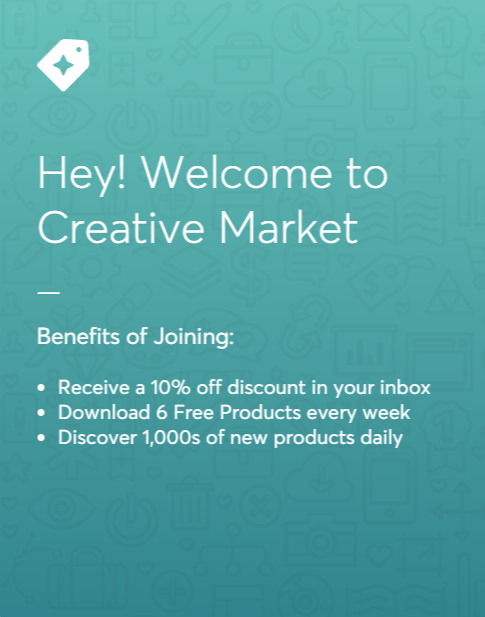 Hey! Welcome to
Creative Market
Benefits of Joining:
• Receive a 10% off discount in your inbox
• Download 6 Free Products every week
• Discover 1,000s of new products daily